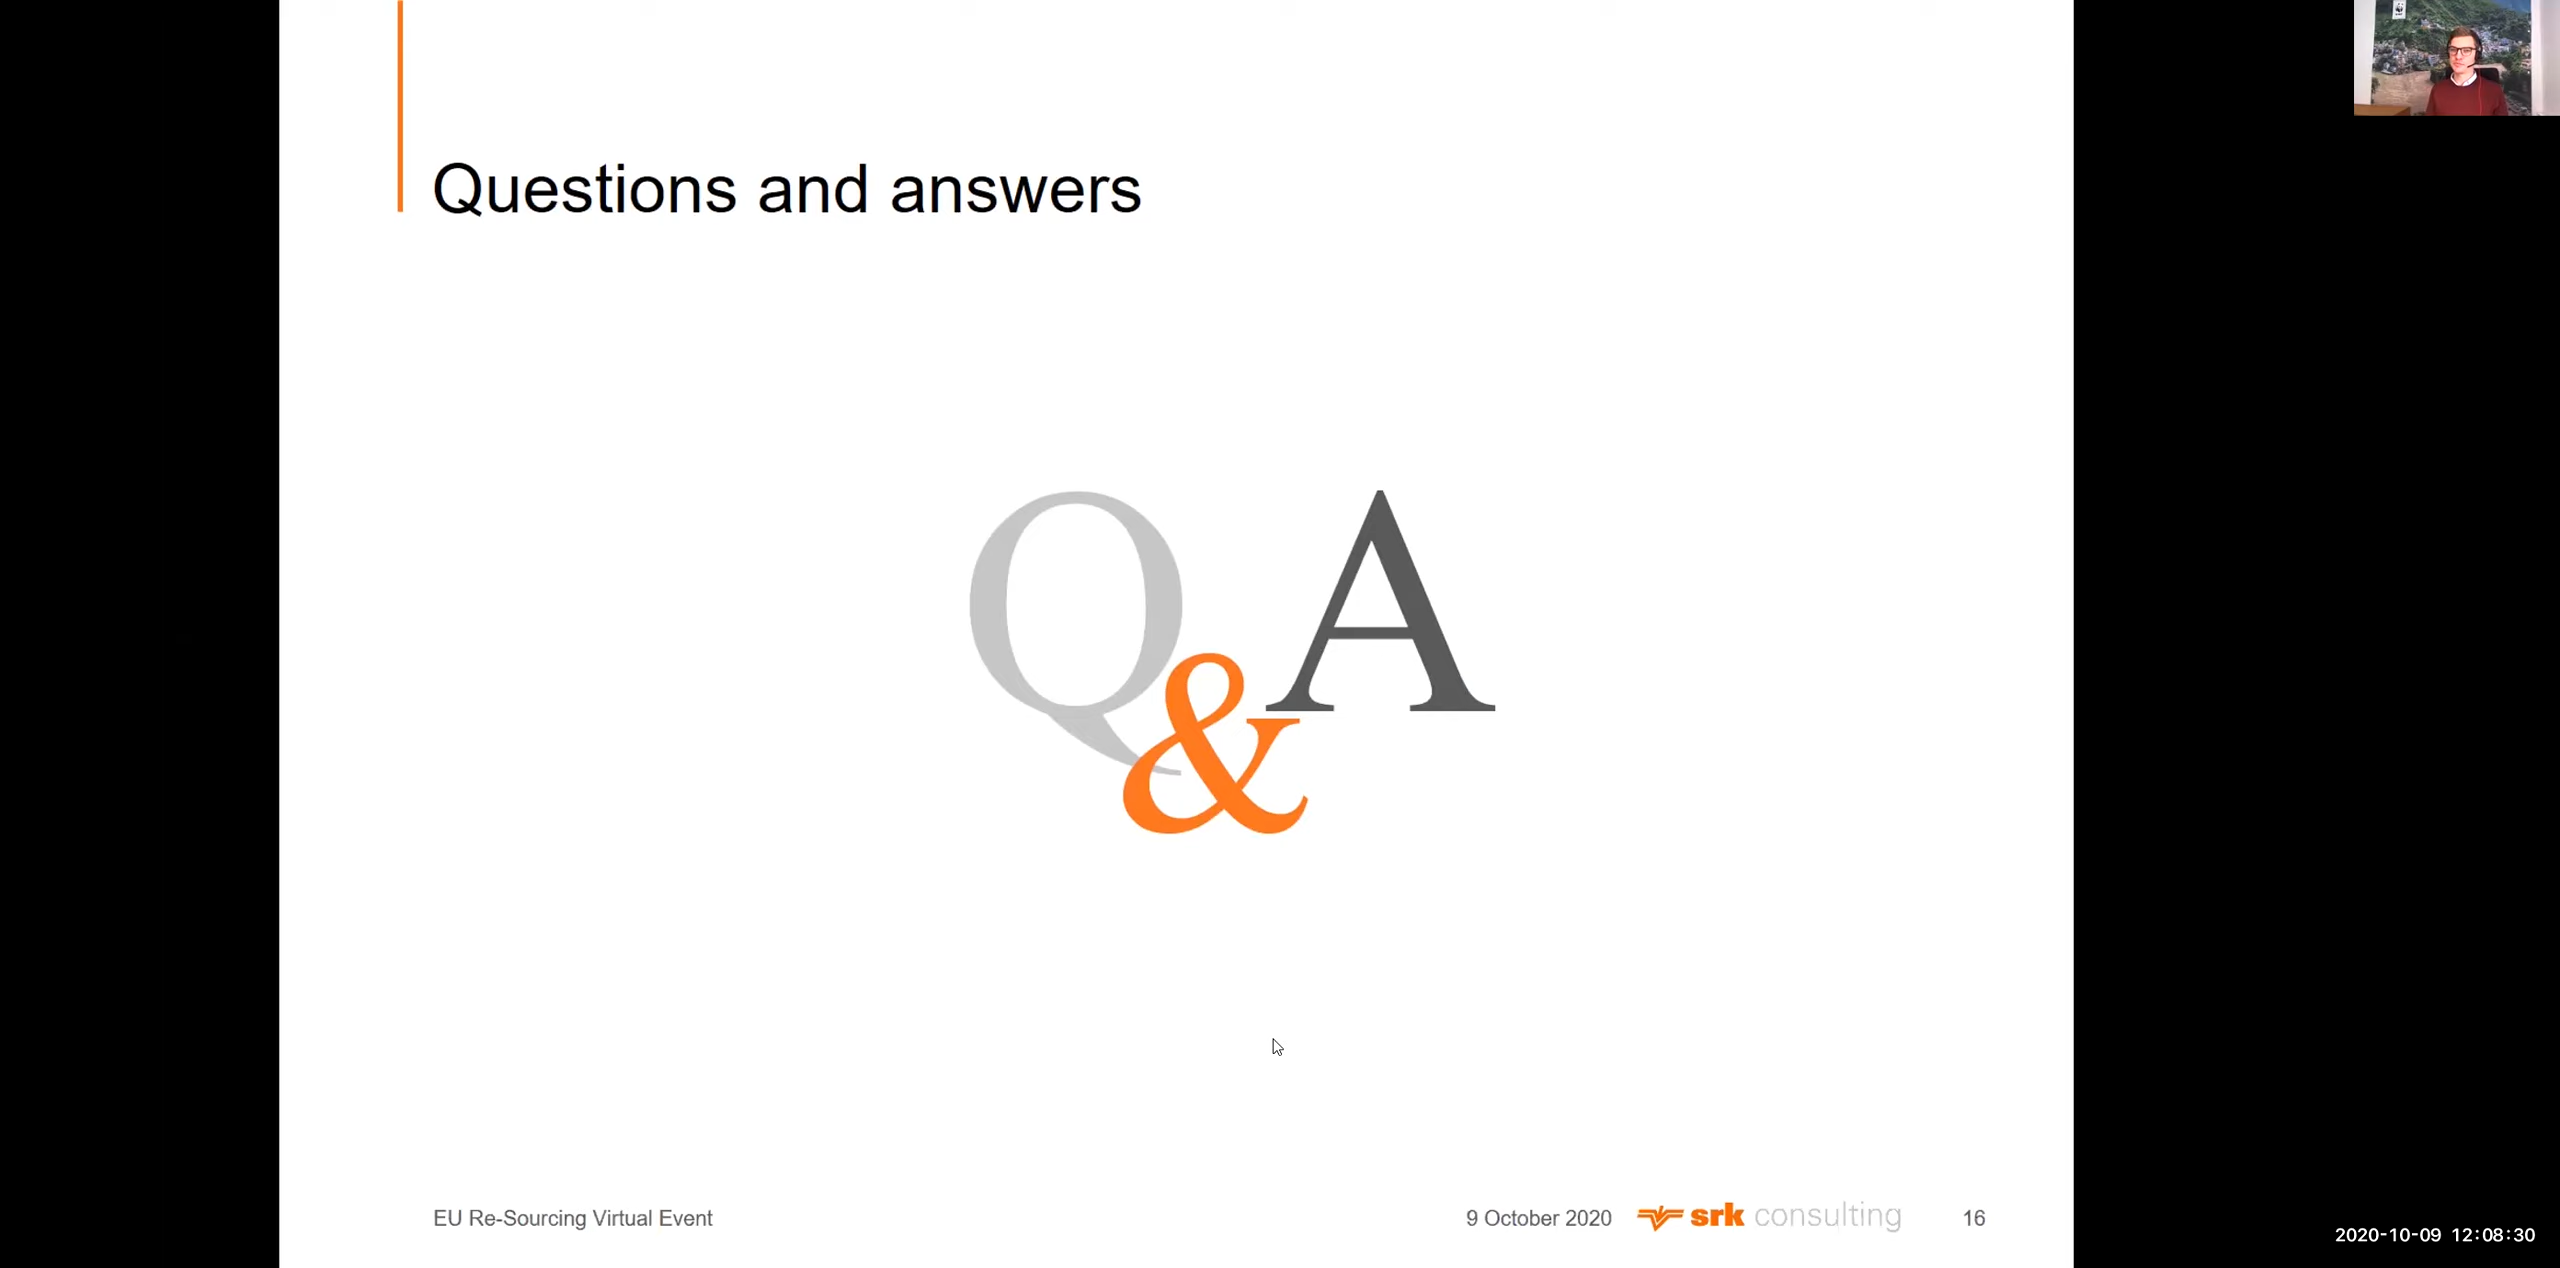 Questions and answers
Q & A
EU Re-Sourcing Virtual Event
9 October 2020
srk consulting
16
2020-10-09 12:08:30